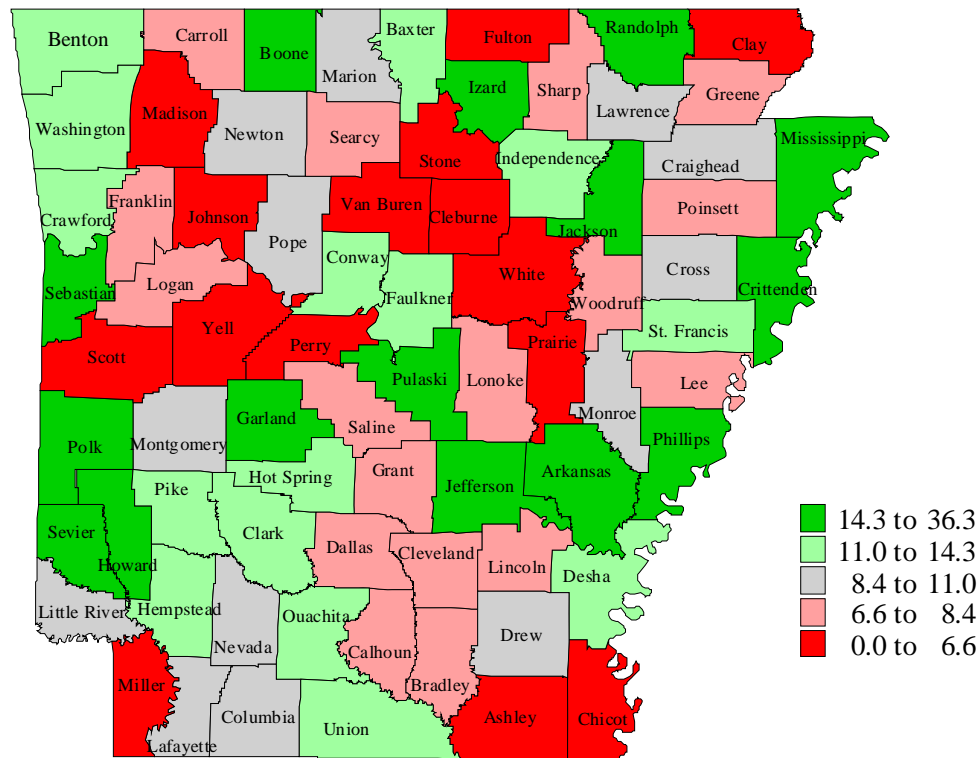 Benton
Carroll
Boone
Marion
Baxter
Fulton
Randolph
Clay
Izard
Sharp
Lawrence
Greene
Washington
Madison
Newton
Searcy
Stone
Independence
Craighead
Mississippi
Crawford
Franklin
Johnson
Pope
Van Buren
Cleburne
Jackson
Poinsett
Sebastian
Logan
Conway
Faulkner
White
Woodruff
Cross
Crittenden
Scott
Yell
Perry
Pulaski
Lonoke
Prairie
St. Francis
Lee
Polk
Montgomery
Garland
Saline
Monroe
Phillips
Pike
Hot Spring
Grant
Jefferson
Arkansas
Sevier
Howard
Clark
Dallas
Cleveland
Lincoln
Desha
Little River
Hempstead
Nevada
Ouachita
Calhoun
Bradley
Drew
Miller
Lafayette
Columbia
Union
Ashley
Chicot
14.3 to 36.3
11.0 to 14.3
8.4 to 11.0
6.6 to 8.4
0.0 to 6.6